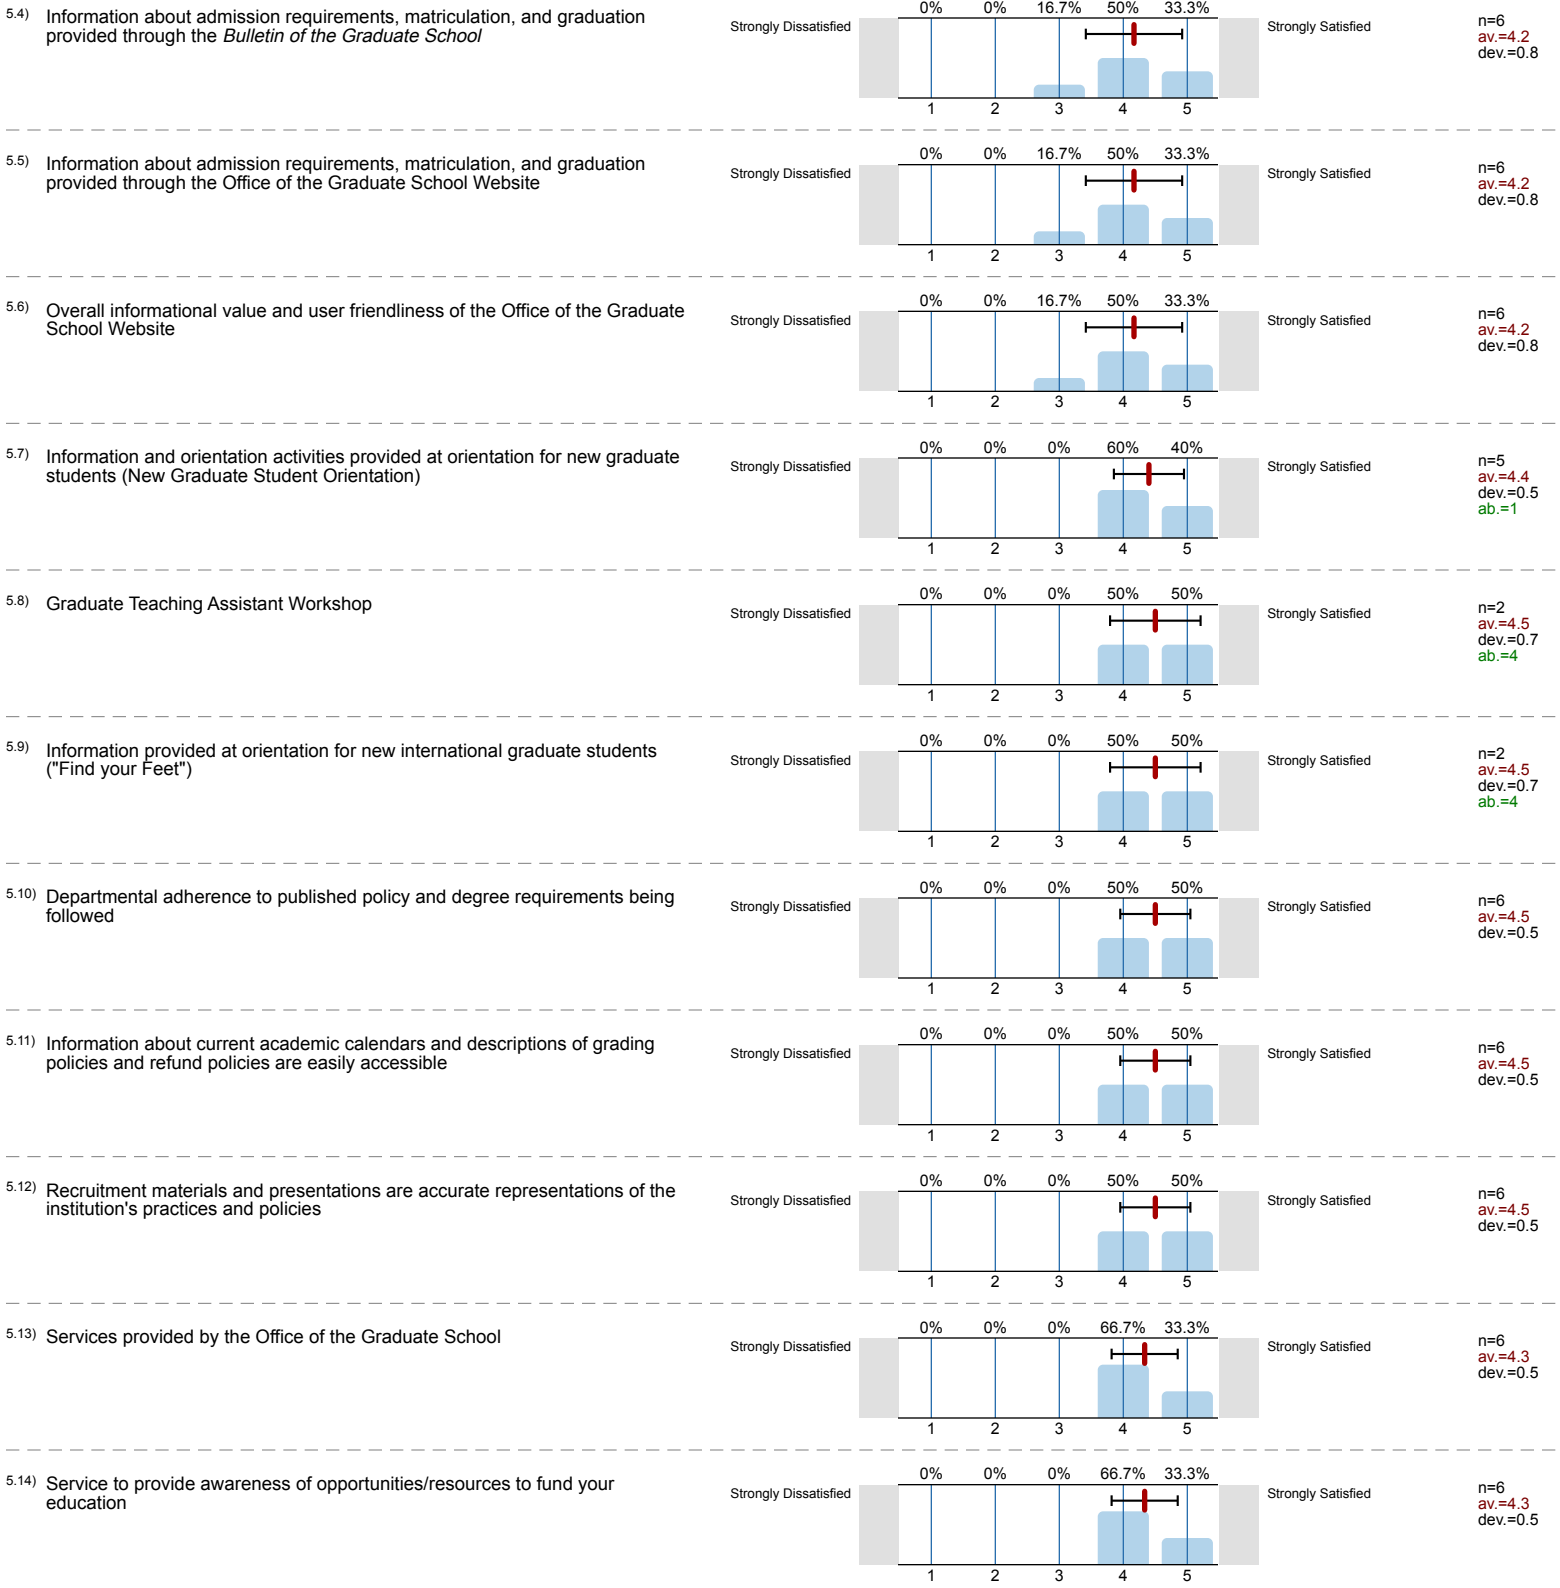 5.4) Information about admission requirements, matriculation, and graduation
provided through the Bulletin of the Graduate School
Strongly Dissatisfied
0% 0% 16.7% 50% 33.3%
1 2 3 4 5
Strongly Satisfied
n=6
av.=4.2
dev.=0.8
5.5) Information about admission requirements, matriculation, and graduation
provided through the Office of the Graduate School Website
Strongly Dissatisfied
0% 0% 16.7% 50% 33.3%
1 2 3 4 5
Strongly Satisfied
n=6
av.=4.2
dev.=0.8
5.6) Overall informational value and user friendliness of the Office of the Graduate
School Website
Strongly Dissatisfied
0% 0% 16.7% 50% 33.3%
1 2 3 4 5
Strongly Satisfied
n=6
av.=4.2
dev.=0.8
5.7) Information and orientation activities provided at orientation for new graduate
students (New Graduate Student Orientation)
Strongly Dissatisfied
0% 0% 0% 60% 40%
1 2 3 4 5
Strongly Satisfied
n=5
av.=4.4
dev.=0.5
ab.=1
5.8) Graduate Teaching Assistant Workshop
Strongly Dissatisfied
0% 0% 0% 50% 50%
1 2 3 4 5
Strongly Satisfied
n=2
av.=4.5
dev.=0.7
ab.=4
5.9) Information provided at orientation for new international graduate students
("Find your Feet")
Strongly Dissatisfied
0% 0% 0% 50% 50%
1 2 3 4 5
Strongly Satisfied
n=2
av.=4.5
dev.=0.7
ab.=4
5.10) Departmental adherence to published policy and degree requirements being
followed
Strongly Dissatisfied
0% 0% 0% 50% 50%
1 2 3 4 5
Strongly Satisfied
n=6
av.=4.5
dev.=0.5
5.11) Information about current academic calendars and descriptions of grading
policies and refund policies are easily accessible
Strongly Dissatisfied
0% 0% 0% 50% 50%
1 2 3 4 5
Strongly Satisfied
n=6
av.=4.5
dev.=0.5
5.12) Recruitment materials and presentations are accurate representations of the
institution's practices and policies
Strongly Dissatisfied
0% 0% 0% 50% 50%
1 2 3 4 5
Strongly Satisfied
n=6
av.=4.5
dev.=0.5
5.13) Services provided by the Office of the Graduate School
Strongly Dissatisfied
0% 0% 0% 66.7% 33.3%
1 2 3 4 5
Strongly Satisfied
n=6
av.=4.3
dev.=0.5
5.14) Service to provide awareness of opportunities/resources to fund your
education
Strongly Dissatisfied
0% 0% 0% 66.7% 33.3%
1 2 3 4 5
Strongly Satisfied
n=6
av.=4.3
dev.=0.5